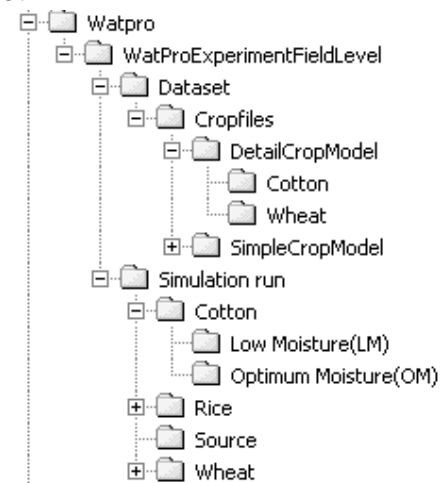 Watpro
WatProExperimentFieldLevel
Dataset
Cropfiles
DetailCropModel
Cotton
Wheat
SimpleCropModel
Simulation run
Cotton
Low Moisture(LM)
Optimum Moisture(OM)
Rice
Source
Wheat